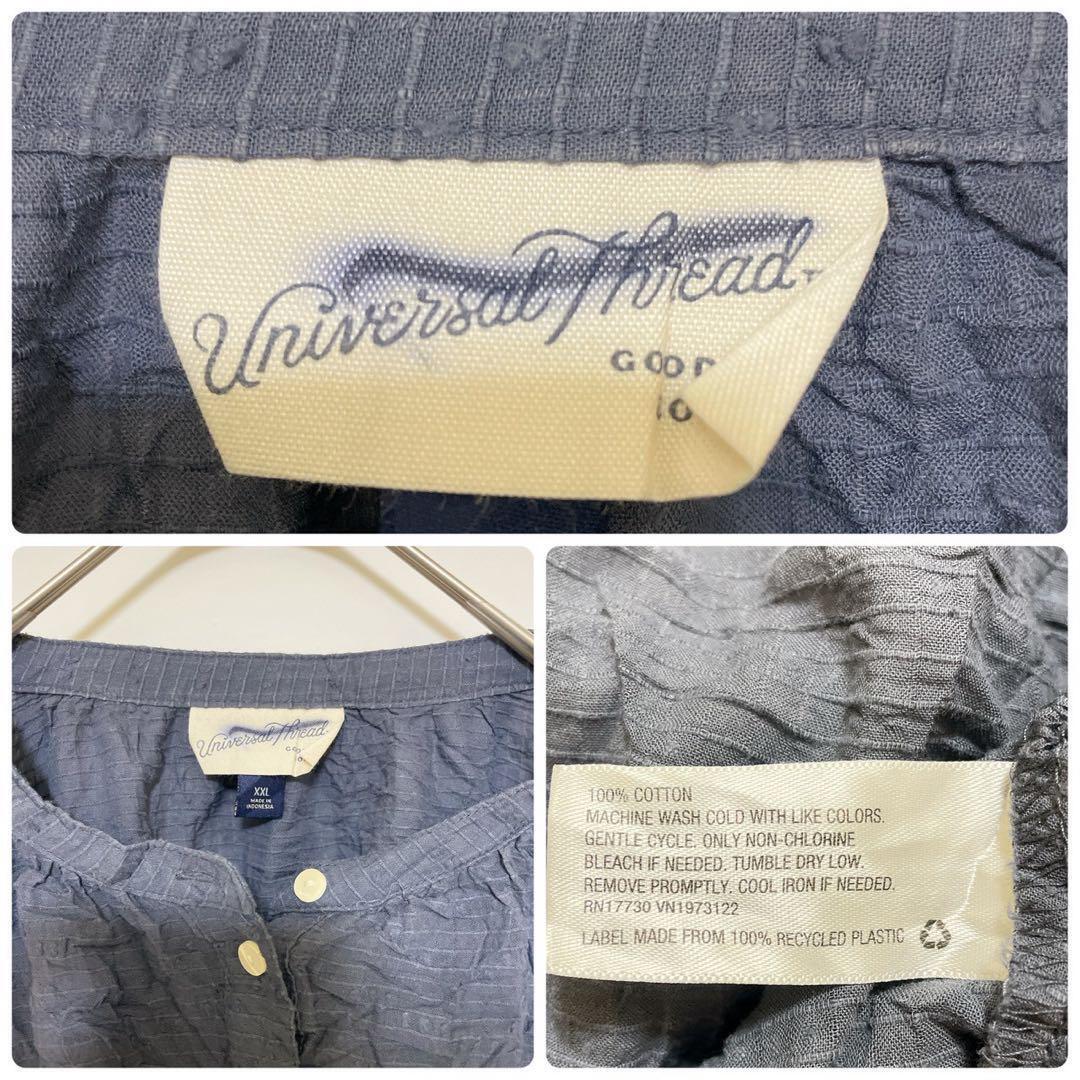 Universal Thread
Universal Thread
XXL
MADE IN
INDONESIA
100% COTTON
MACHINE WASH COLD WITH LIKE COLORS.
GENTLE CYCLE. ONLY NON-CHLORINE
BLEACH IF NEEDED. TUMBLE DRY LOW.
REMOVE PROMPTLY. COOL IRON IF NEEDED.
RN17730 VN1973122
LABEL MADE FROM 100% RECYCLED PLASTIC